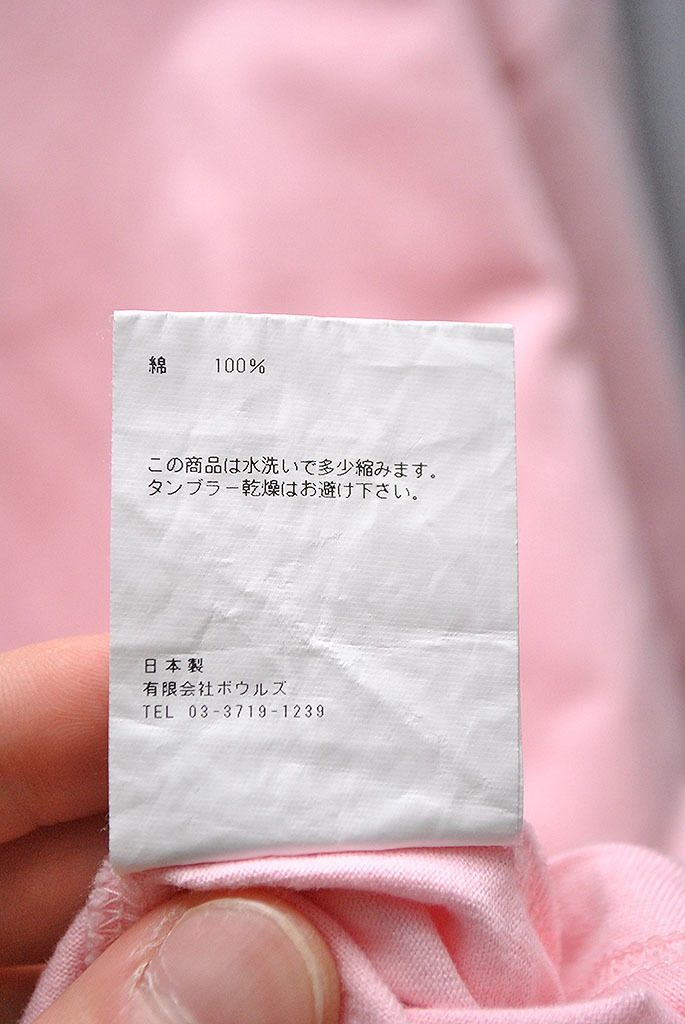 綿 100%
この商品は水洗いで多少縮みます。
タンブラー乾燥はお避け下さい。
日本製
有限会社ボウルズ
TEL 03-3719-1239